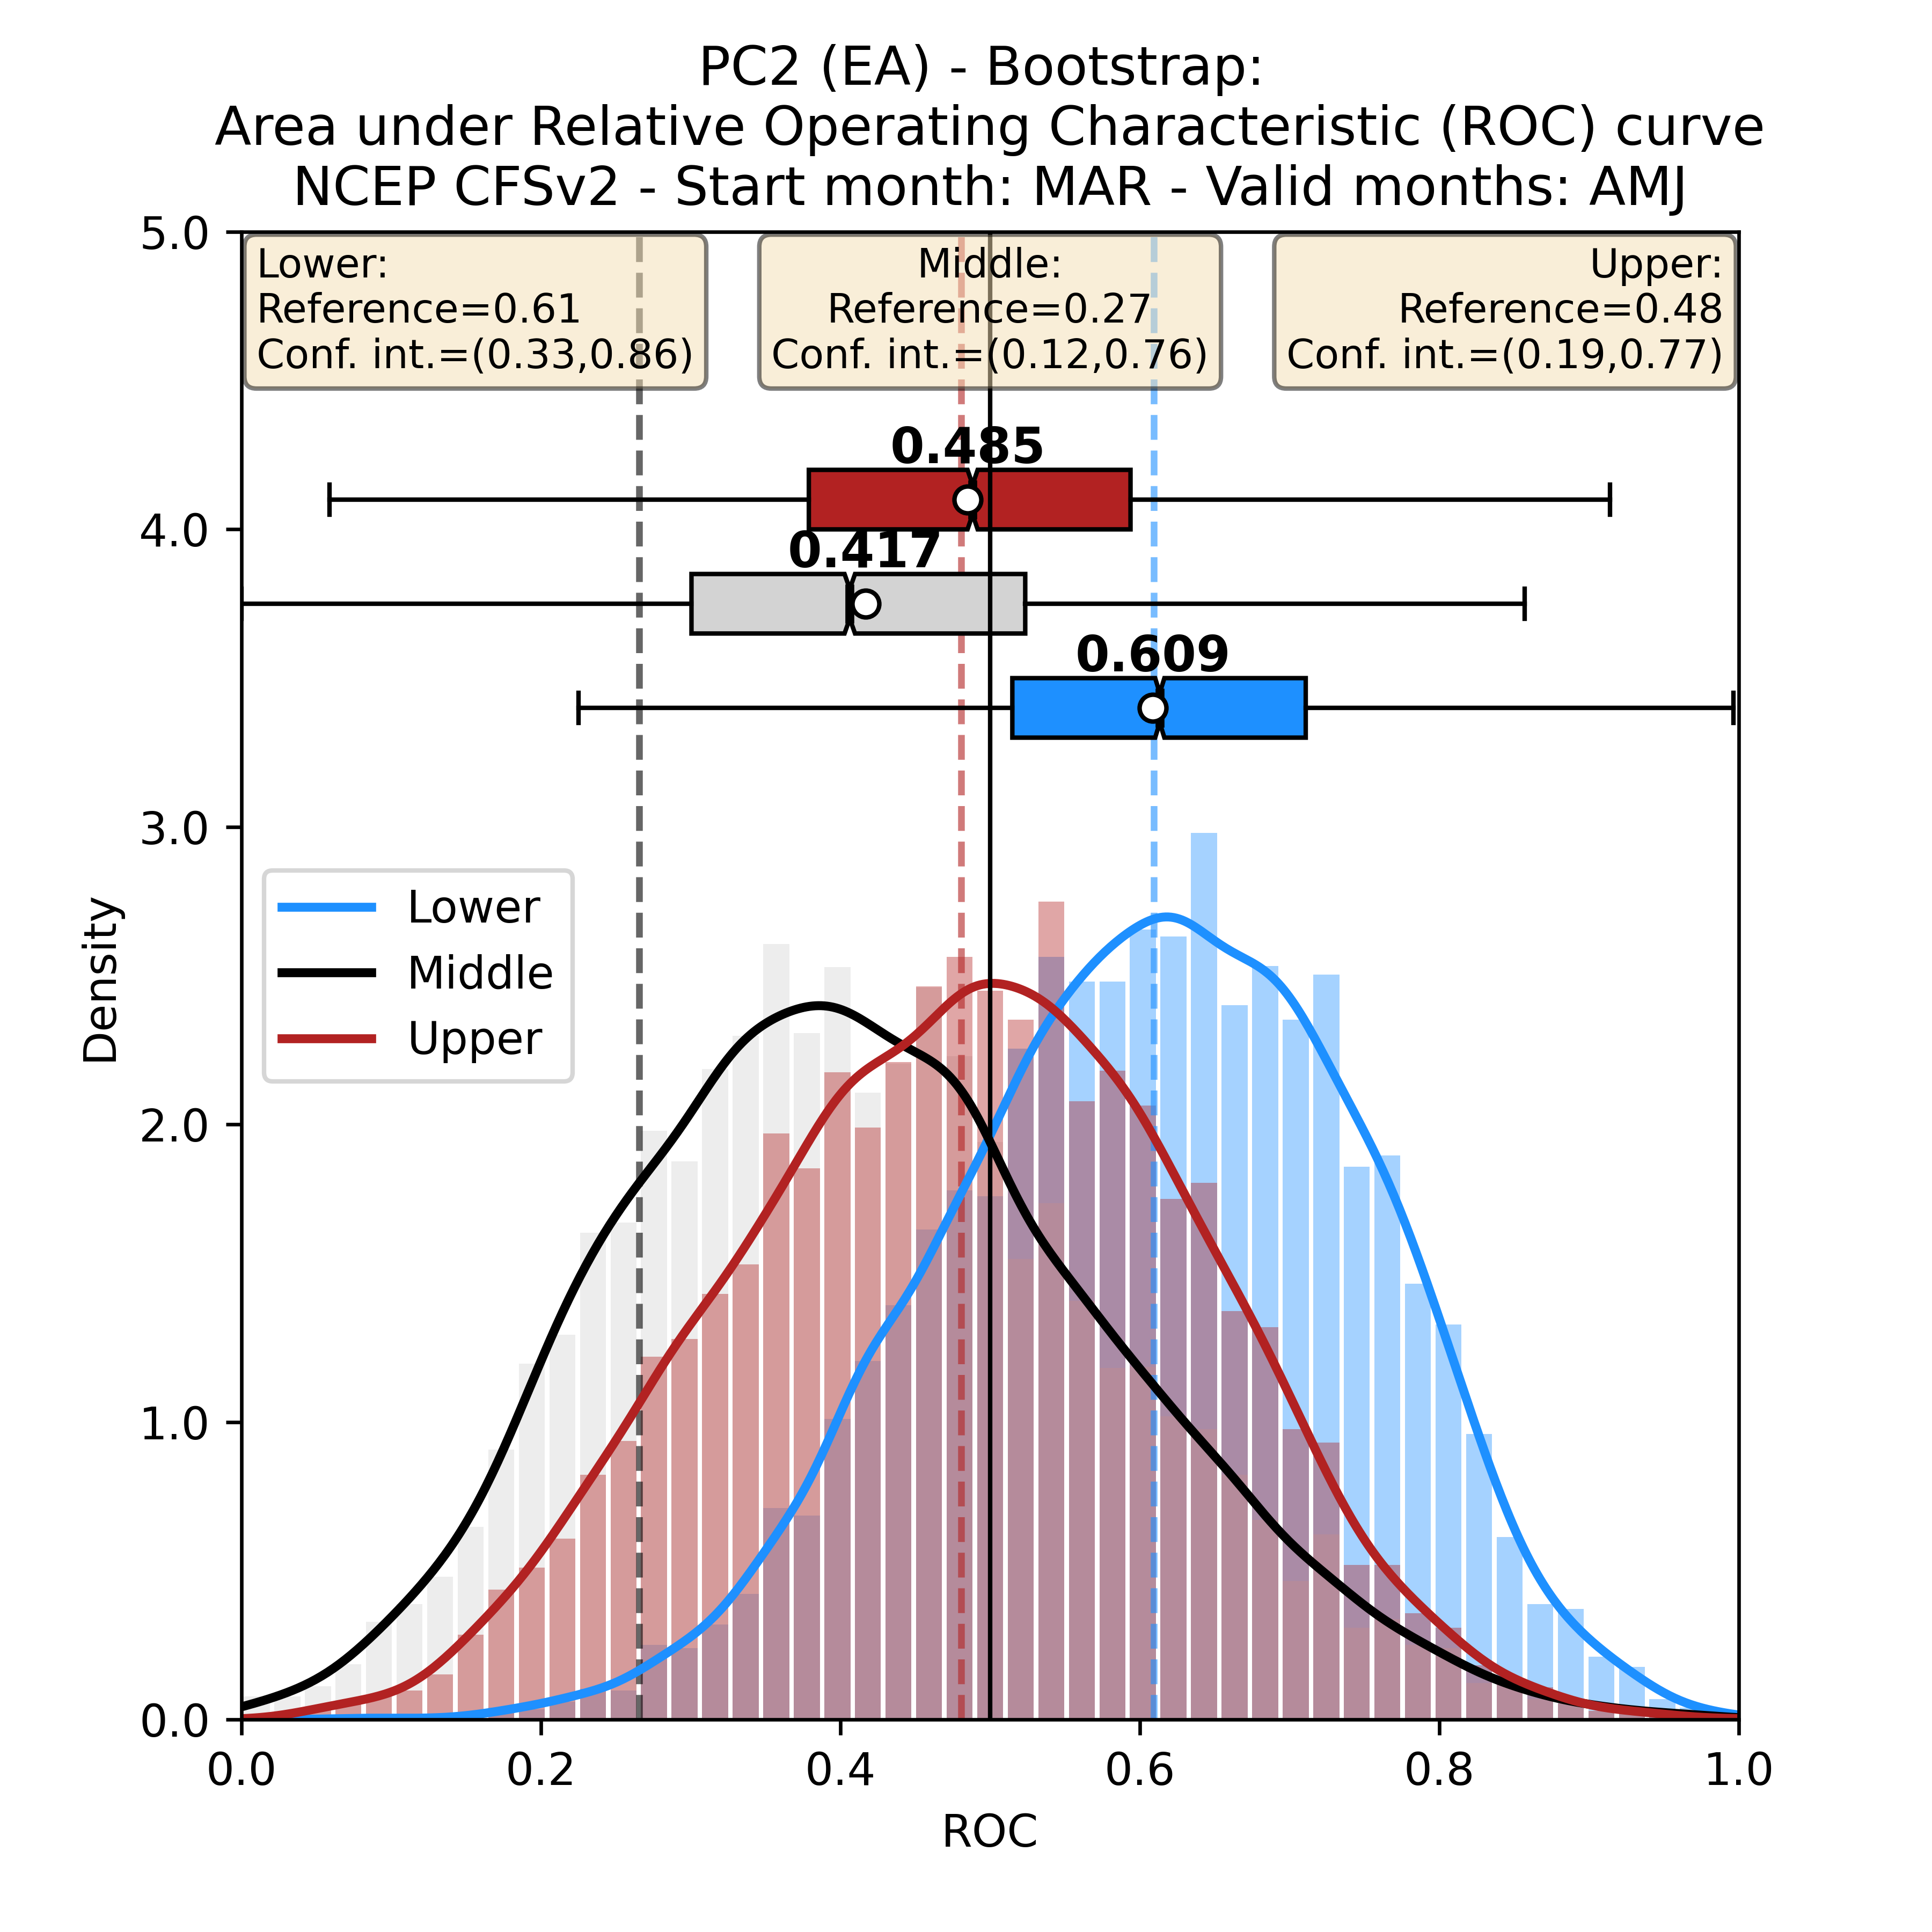 PC2 (EA) - Bootstrap:
Area under Relative Operating Characteristic (ROC) curve
NCEP CFSv2 - Start month: MAR - Valid months: AMJ
5.0
Lower:
Reference=0.61
Conf. int.=(0.33,0.86)
Middle:
Reference=0.27
Conf. int.=(0.12,0.76)
Upper:
Reference=0.48
Conf. int.=(0.19,0.77)
0.485
4.0
0.417
0.609
3.0
Lower
Middle
Upper
Density
2.0
1.0
0.0
0.0 0.2 0.4 0.6 0.8 1.0
ROC